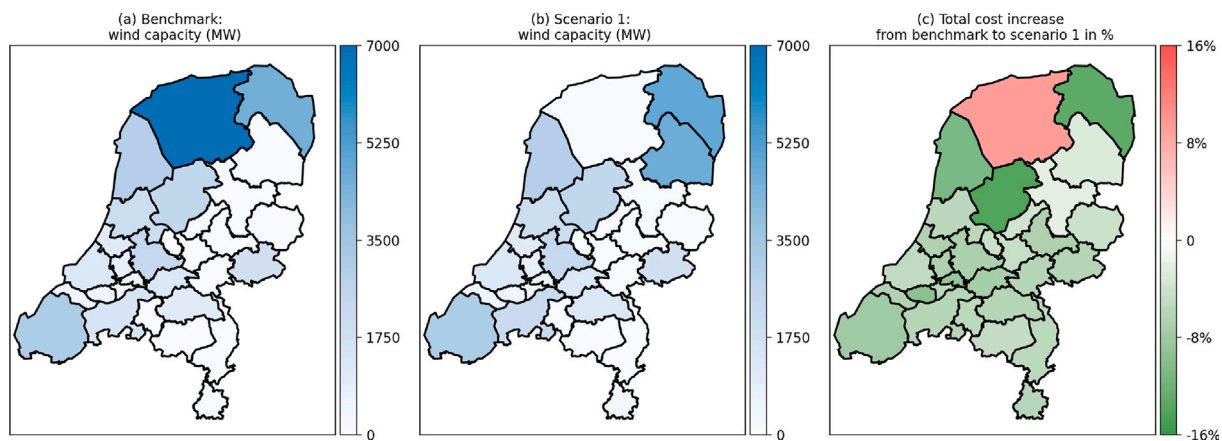 (a) Benchmark:
wind capacity (MW)
7000
5250
3500
1750
0
(b) Scenario 1:
wind capacity (MW)
7000
5250
3500
1750
0
(c) Total cost increase
from benchmark to scenario 1 in %
16%
8%
0
-8%
-16%